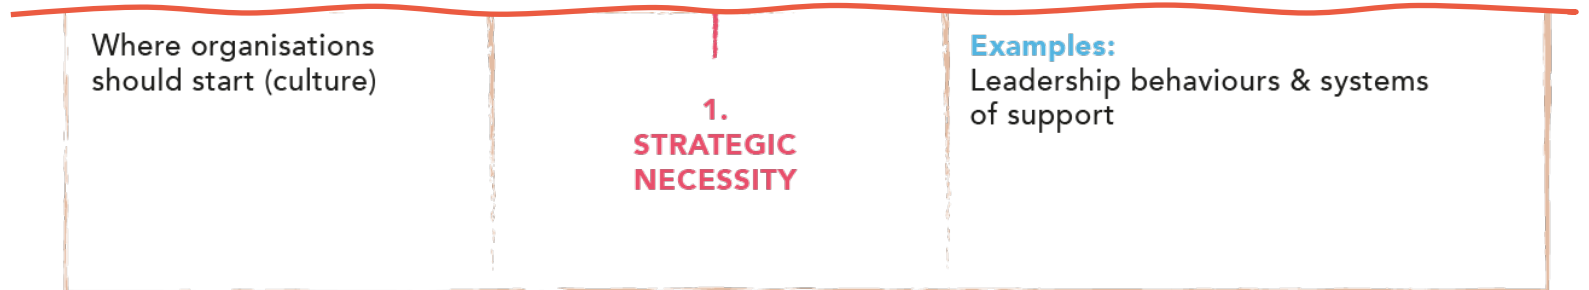 Where organisations
should start (culture)
1.
STRATEGIC
NECESSITY
Examples:
Leadership behaviours & systems
of support